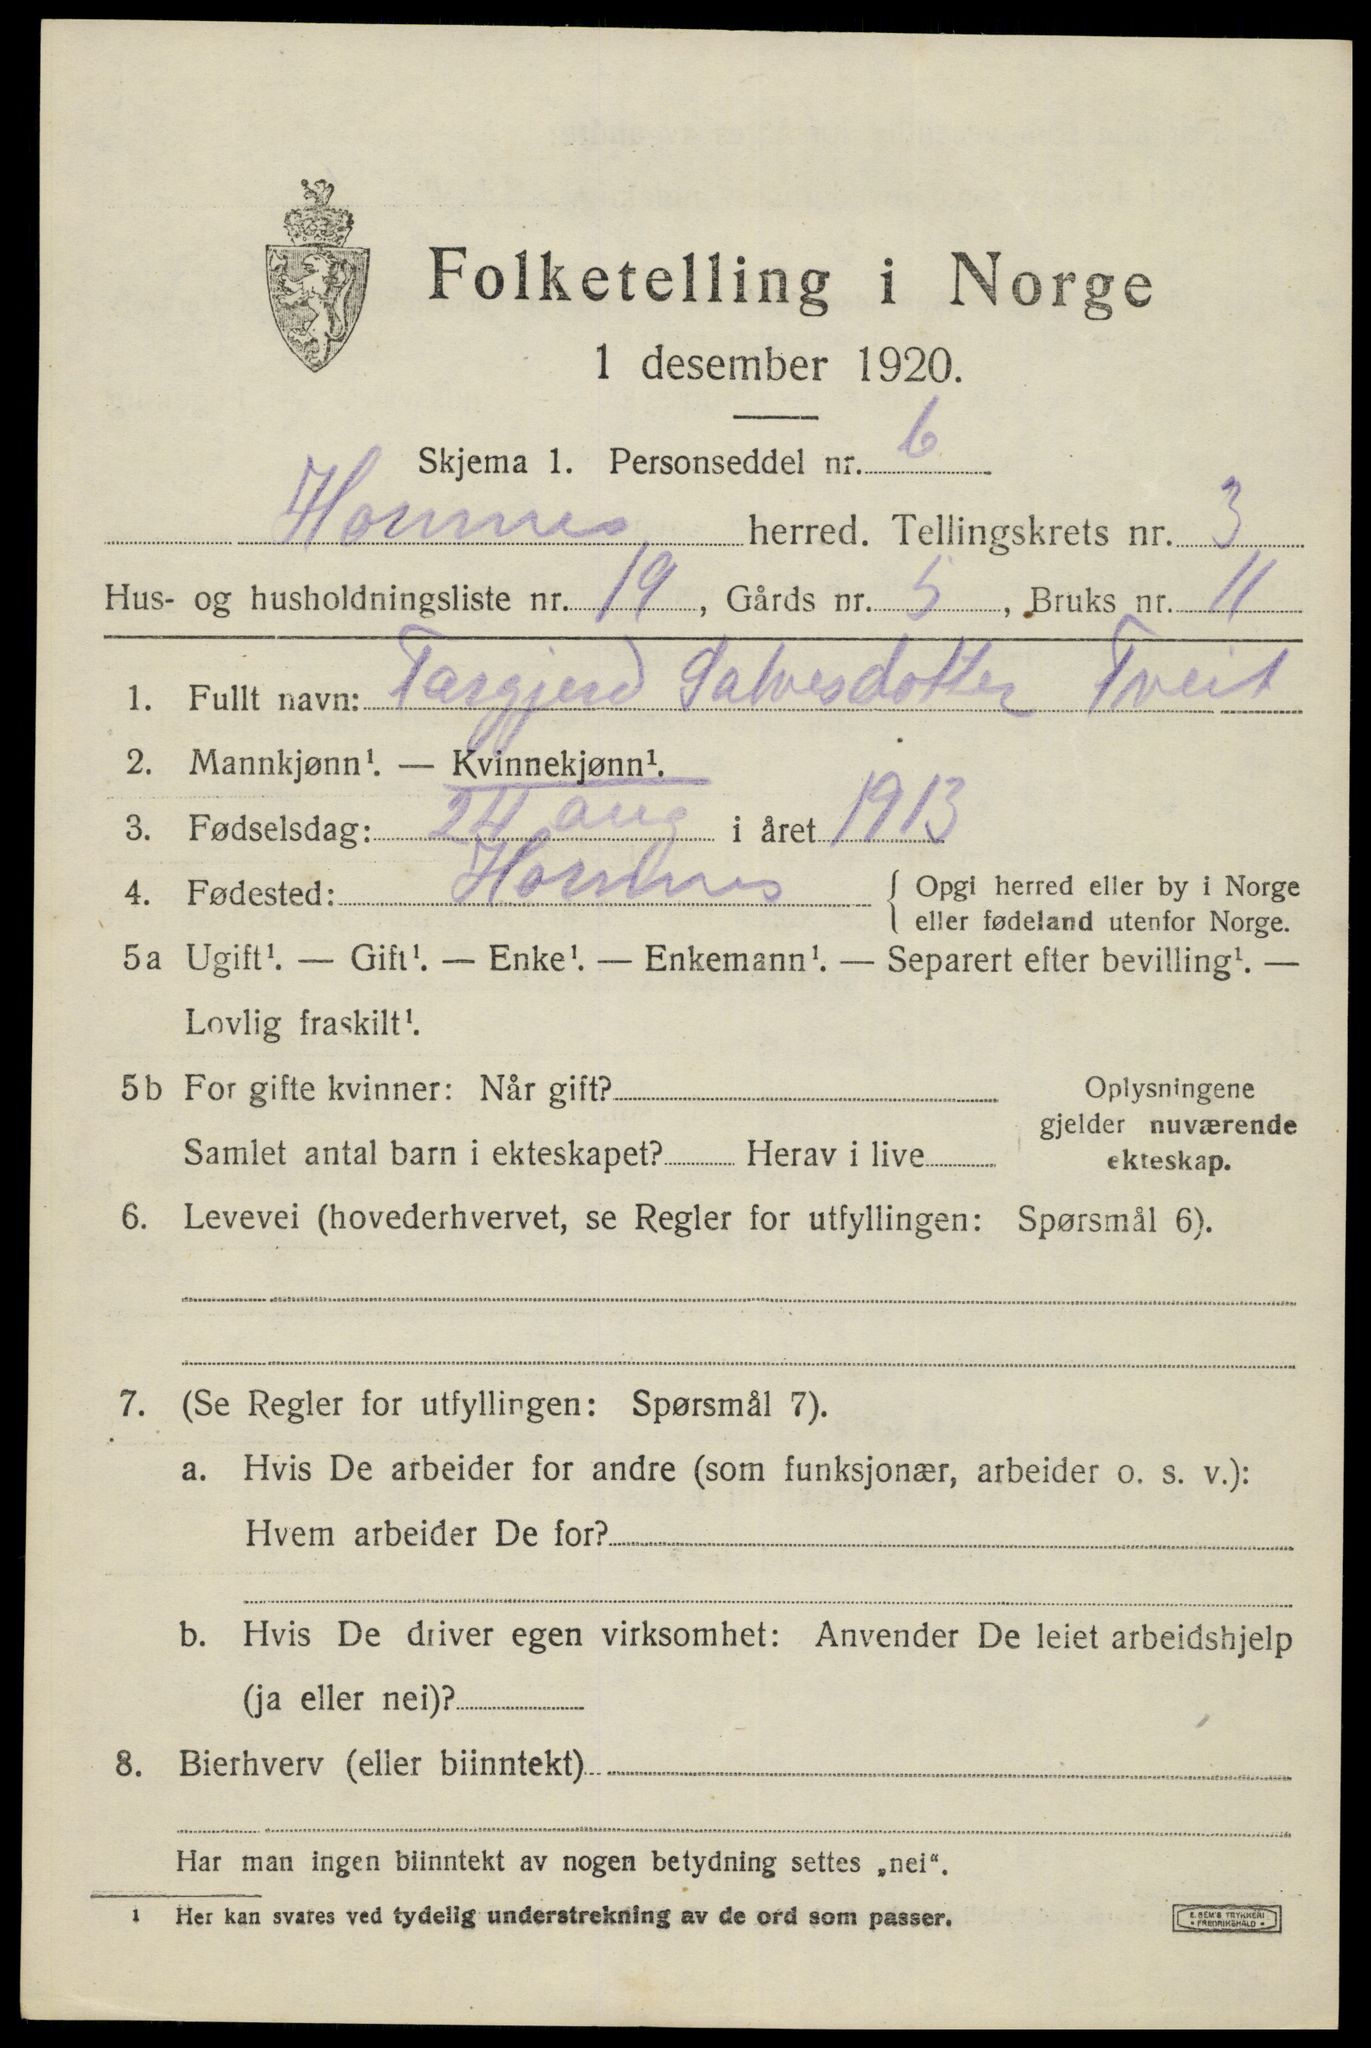 Folketelling i Norge
1 desember 1920.
Skjema 1. Personseddel nr. 6
Hornnes herred. Tellingskrets nr. 3
Hus- og husholdningsliste nr. 19, Gårds nr. 5, Bruks nr. 11
1. Fullt navn: Targjerd Salvesdotter Tveit
2. Mannkjønn¹. — Kvinnekjønn¹.
3. Fødselsdag: 24 aug i året 1913
4. Fødested: Hornnes { Opgi herred eller by i Norge
eller fødeland utenfor Norge.
5a Ugift¹. — Gift¹. — Enke¹. — Enkemann¹. — Separert efter bevilling¹. —
Lovlig fraskilt¹.
5b For gifte kvinner: Når gift? Oplysningene
gjelder nuværende
Samlet antal barn i ekteskapet? Herav i live ekteskap.
6. Levevei (hovederhvervet, se Regler for utfyllingen: Spørsmål 6).
7. (Se Regler for utfyllingen: Spørsmål 7).
a. Hvis De arbeider for andre (som funksjonær, arbeider o. s. v.):
Hvem arbeider De for?
b. Hvis De driver egen virksomhet: Anvender De leiet arbeidshjelp
(ja eller nei)?
8. Bierhverv (eller biinntekt)
Har man ingen biinntekt av nogen betydning settes „nei“.
1 Her kan svares ved tydelig understrekning av de ord som passer.
E. SEM'S TRYKKERI
• FREDRIKSHALD •